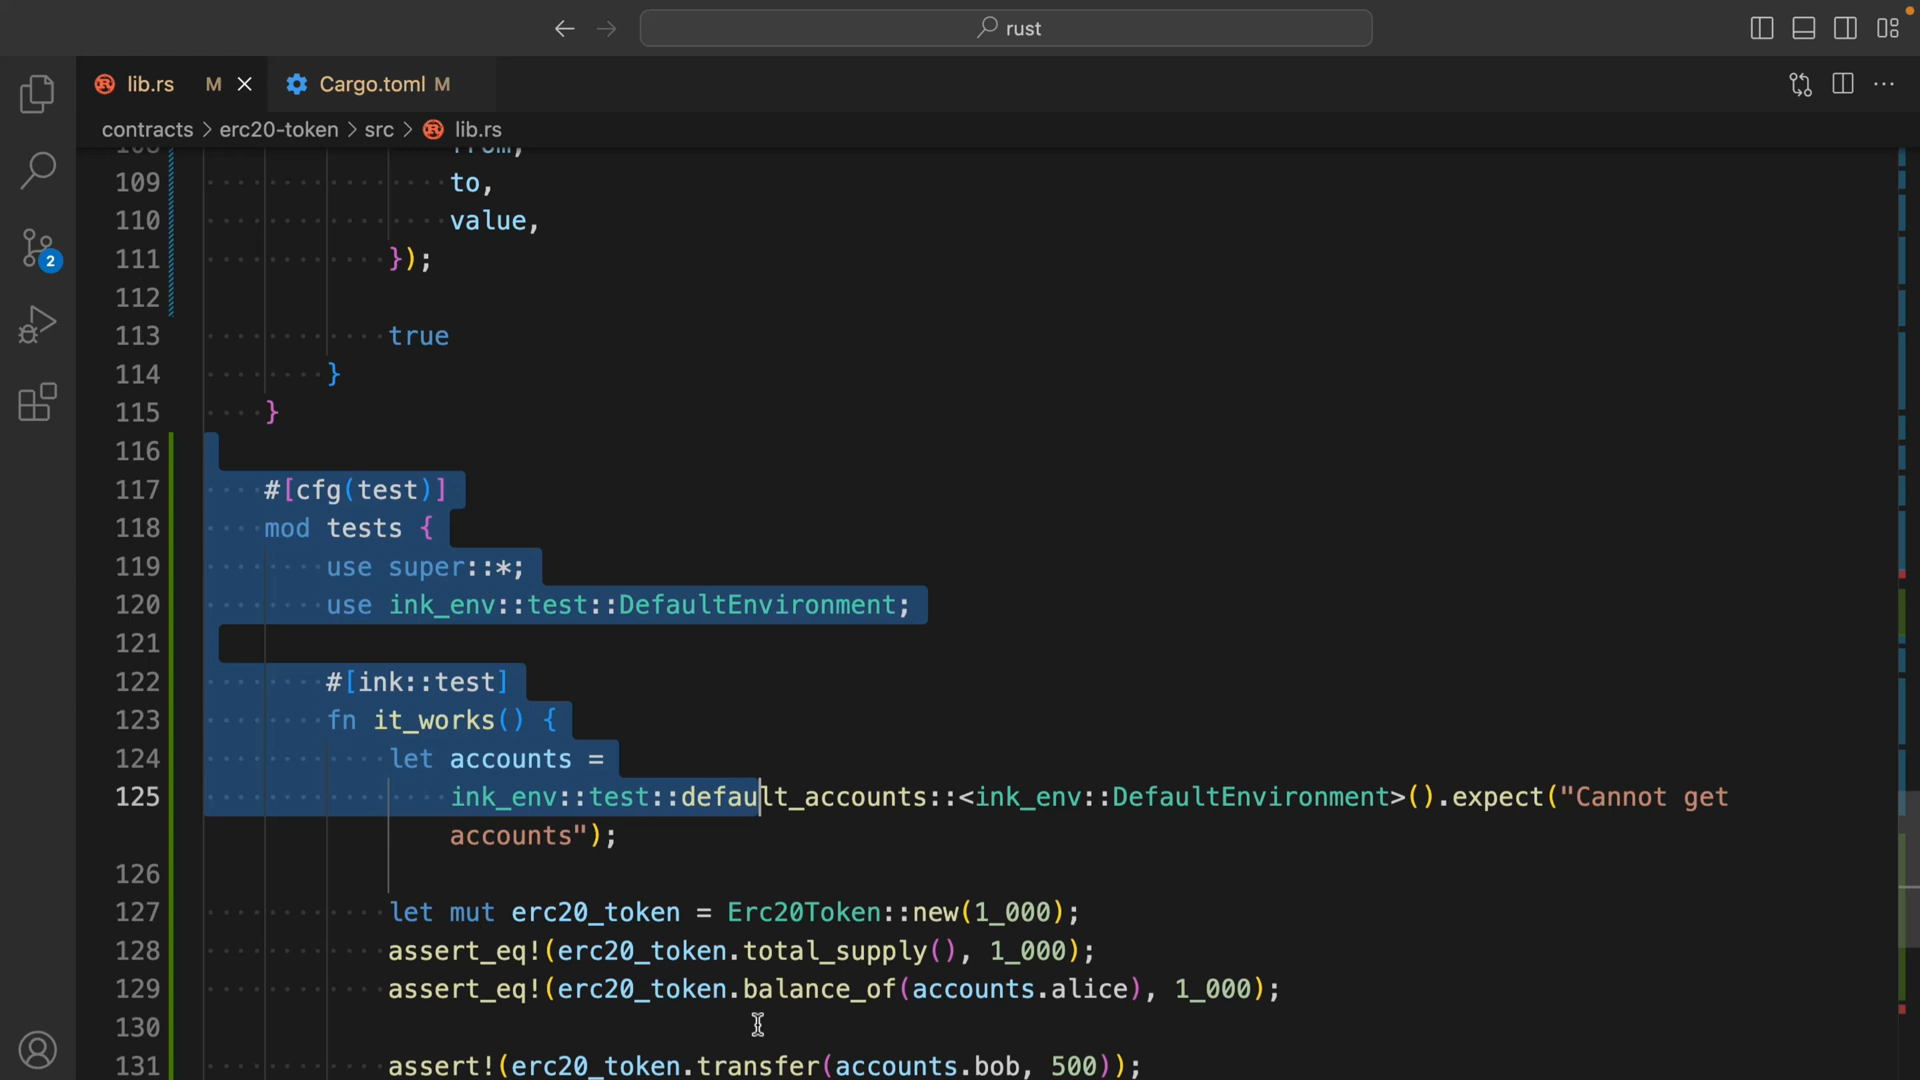 rust
lib.rs M Cargo.toml M
contracts > erc20-token > src > lib.rs
108 from,
109 to,
110 value,
111 });
112
113 true
114 }
115 }
116
117 #[cfg(test)]
118 mod tests {
119 use super::*;
120 use ink_env::test::DefaultEnvironment;
121
122 #[ink::test]
123 fn it_works() {
124 let accounts =
125 ink_env::test::default_accounts::<ink_env::DefaultEnvironment>().expect("Cannot get
accounts");
126
127 let mut erc20_token = Erc20Token::new(1_000);
128 assert_eq!(erc20_token.total_supply(), 1_000);
129 assert_eq!(erc20_token.balance_of(accounts.alice), 1_000);
130
131 assert!(erc20_token.transfer(accounts.bob, 500));
2